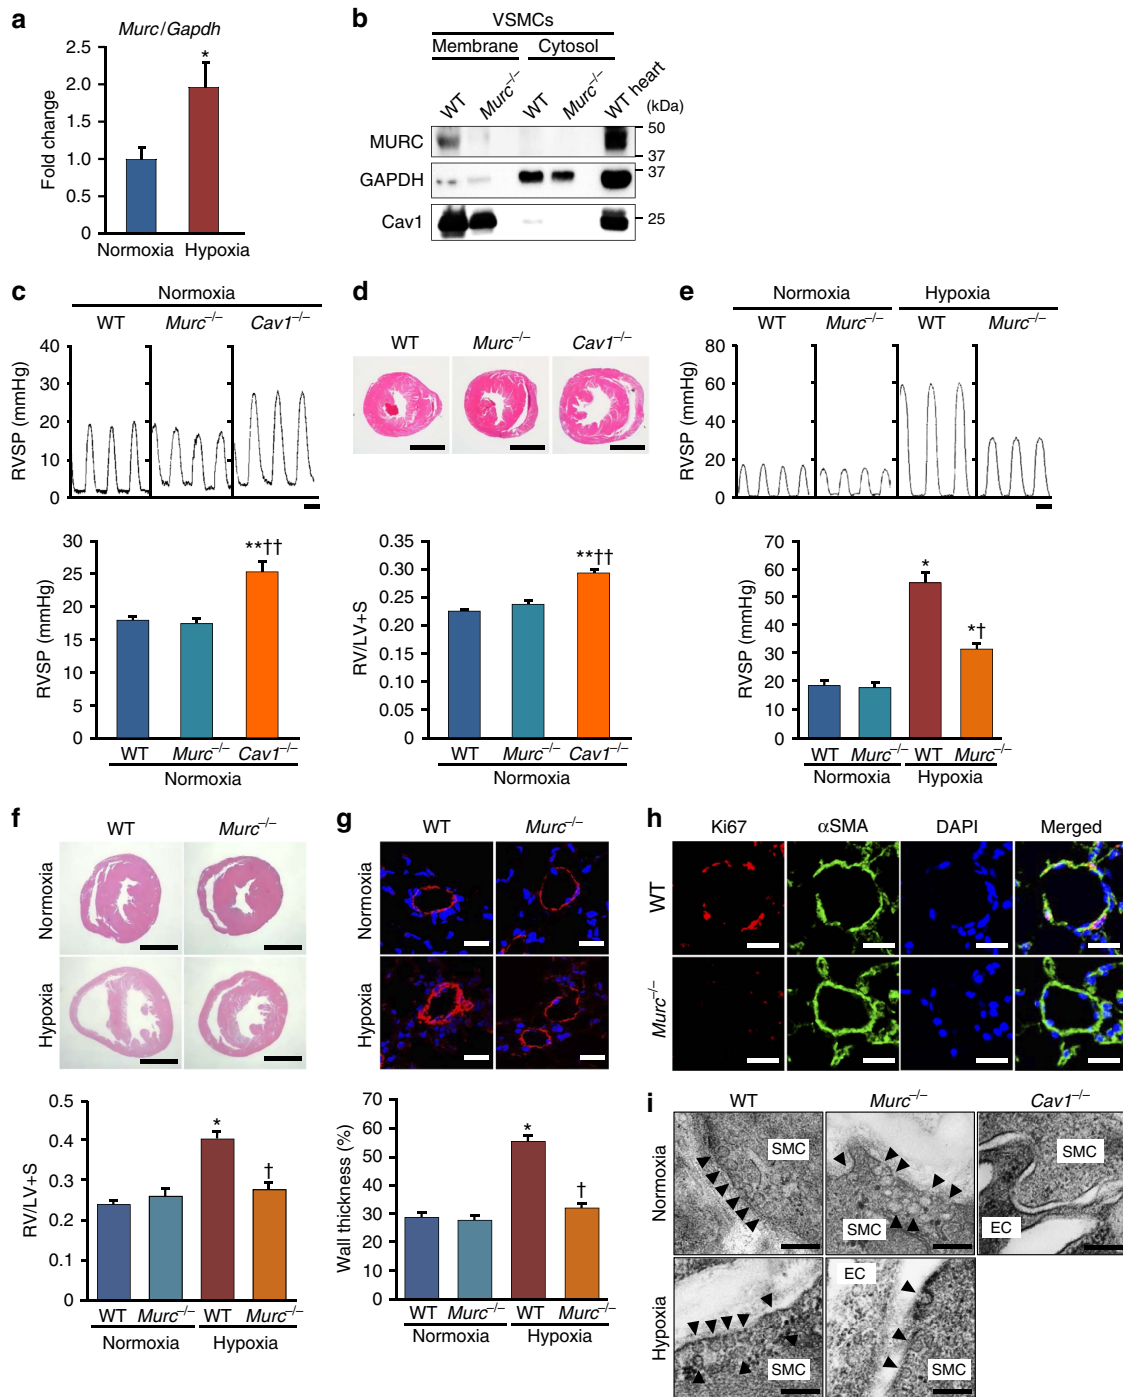 a
Murc/Gapdh
Fold change
2.5
2.0
1.5
1.0
0.5
0
Normoxia Hypoxia
*
b
VSMCs
Membrane Cytosol
WT Murc−/− WT Murc−/− WT heart
(kDa)
MURC
50
37
GAPDH
37
Cav1
25
c
Normoxia
WT Murc−/− Cav1−/−
RVSP (mmHg)
40
30
20
10
0
RVSP (mmHg)
30
25
20
15
10
5
0
**††
WT Murc−/− Cav1−/−
Normoxia
d
WT Murc−/− Cav1−/−
RV/LV+S
0.35
0.30
0.25
0.20
0.15
0.10
0.05
0
**††
WT Murc−/− Cav1−/−
Normoxia
e
Normoxia Hypoxia
WT Murc−/− WT Murc−/−
RVSP (mmHg)
80
60
40
20
0
RVSP (mmHg)
70
60
50
40
30
20
10
0
*
*†
WT Murc−/− WT Murc−/−
Normoxia Hypoxia
f
WT Murc−/−
Normoxia
Hypoxia
RV/LV+S
0.5
0.4
0.3
0.2
0.1
0
*
†
WT Murc−/− WT Murc−/−
Normoxia Hypoxia
g
WT Murc−/−
Normoxia
Hypoxia
Wall thickness (%)
70
60
50
40
30
20
10
0
*
†
WT Murc−/− WT Murc−/−
Normoxia Hypoxia
h
Ki67 αSMA DAPI Merged
WT
Murc−/−
i
WT Murc−/− Cav1−/−
Normoxia
SMC
SMC
SMC
EC
Hypoxia
SMC
EC
SMC